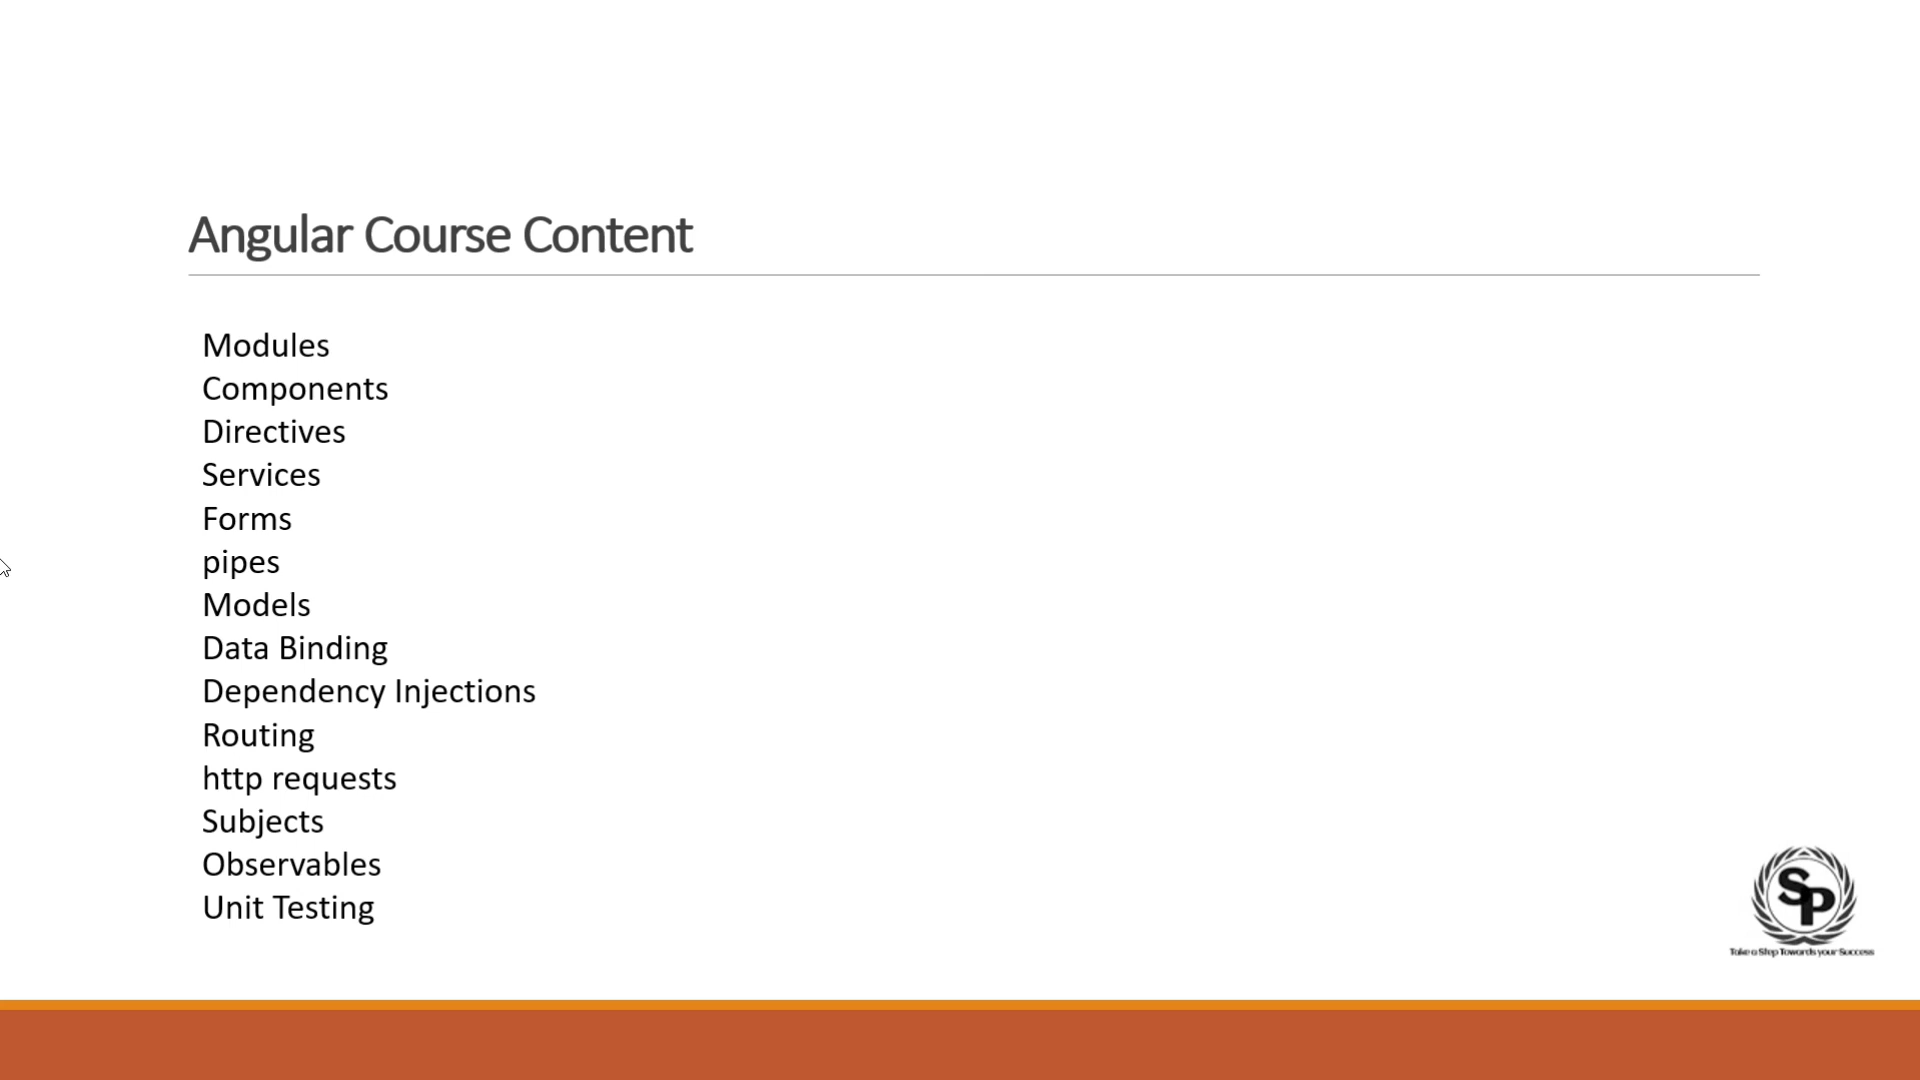 Angular Course Content
Modules
Components
Directives
Services
Forms
pipes
Models
Data Binding
Dependency Injections
Routing
http requests
Subjects
Observables
Unit Testing
SP
Take a Step Towards your Success